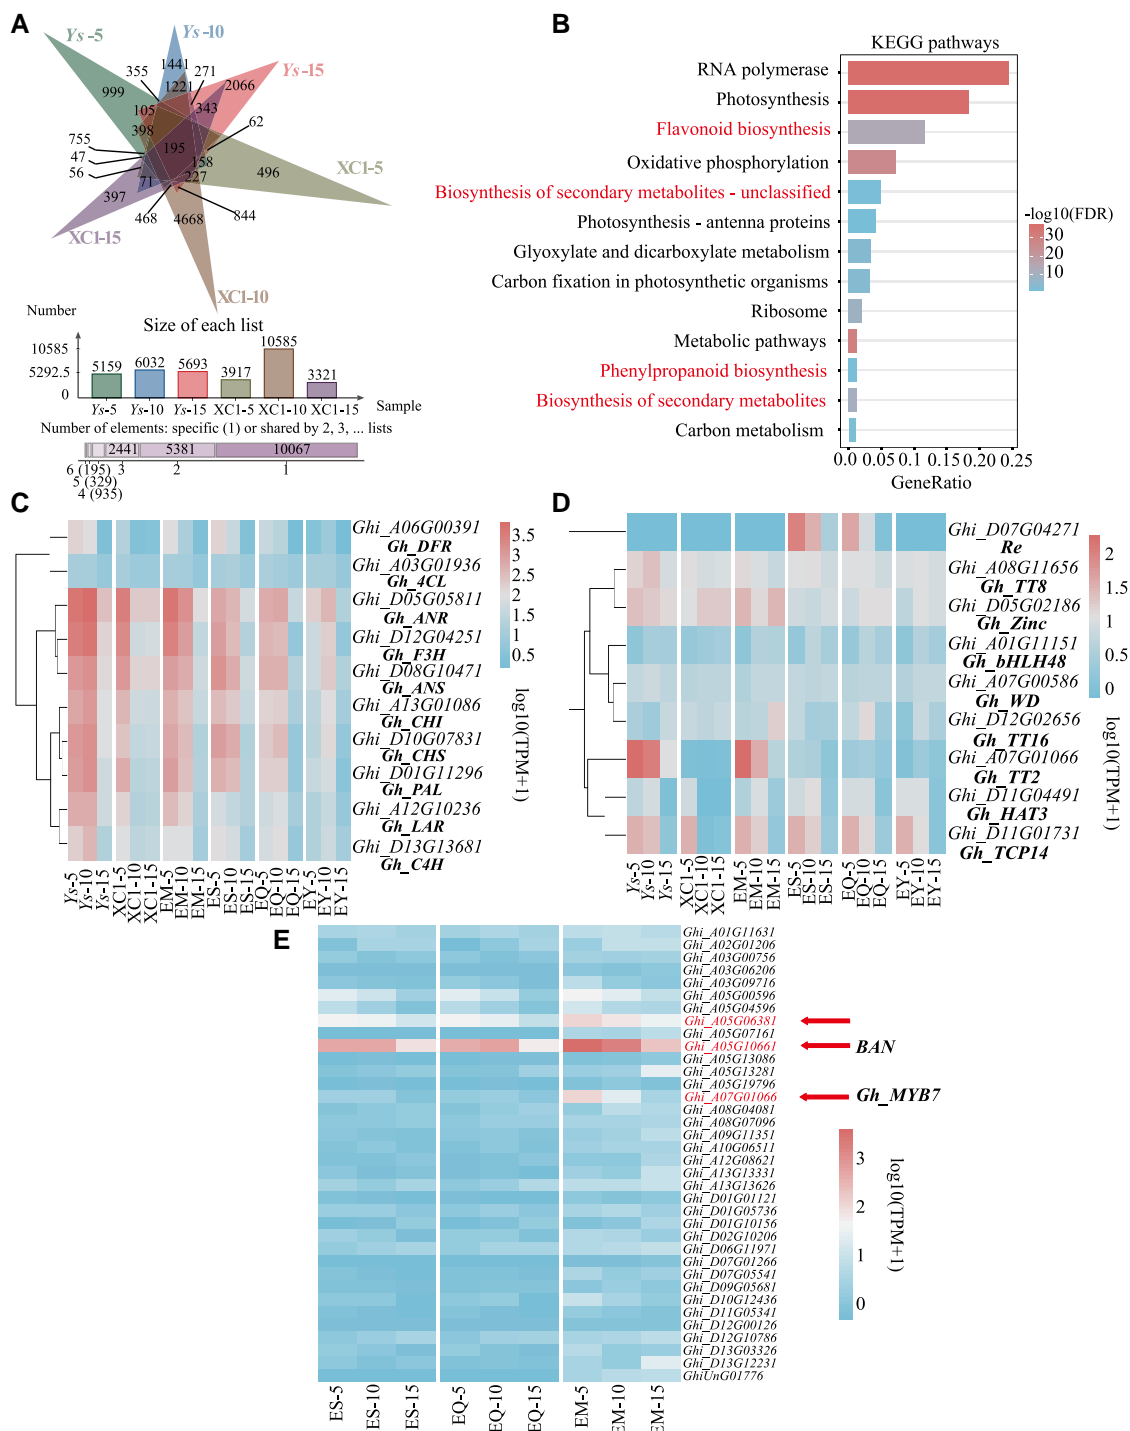 A
Ys-5
Ys-10
Ys-15
XC1-5
XC1-15
XC1-10
1441
355
271
999
1221
2066
105
343
398
62
755
195
47
158
496
56
71
227
397
468
4668
844
Number
Size of each list
10585
5292.5
0
5159
6032
5693
3917
10585
3321
Ys-5
Ys-10
Ys-15
XC1-5
XC1-10
XC1-15
Sample
Number of elements: specific (1) or shared by 2, 3, ... lists
2441
5381
10067
6 (195)
3
2
1
5 (329)
4 (935)
B
KEGG pathways
RNA polymerase
Photosynthesis
Flavonoid biosynthesis
Oxidative phosphorylation
Biosynthesis of secondary metabolites - unclassified
Photosynthesis - antenna proteins
Glyoxylate and dicarboxylate metabolism
Carbon fixation in photosynthetic organisms
Ribosome
Metabolic pathways
Phenylpropanoid biosynthesis
Biosynthesis of secondary metabolites
Carbon metabolism
0.0 0.05 0.1 0.15 0.20 0.25
GeneRatio
-log10(FDR)
30
20
10
C
Ghi_A06G00391
Gh_DFR
Ghi_A03G01936
Gh_4CL
Ghi_D05G05811
Gh_ANR
Ghi_D12G04251
Gh_F3H
Ghi_D08G10471
Gh_ANS
Ghi_A13G01086
Gh_CHI
Ghi_D10G07831
Gh_CHS
Ghi_D01G11296
Gh_PAL
Ghi_A12G10236
Gh_LAR
Ghi_D13G13681
Gh_C4H
Ys-5
Ys-10
Ys-15
XC1-5
XC1-10
XC1-15
EM-5
EM-10
EM-15
ES-5
ES-10
ES-15
EQ-5
EQ-10
EQ-15
EY-5
EY-10
EY-15
3.5
3
2.5
2
1.5
1
0.5
log10(TPM+1)
D
Ghi_D07G04271
Re
Ghi_A08G11656
Gh_TT8
Ghi_D05G02186
Gh_Zinc
Ghi_A01G11151
Gh_bHLH48
Ghi_A07G00586
Gh_WD
Ghi_D12G02656
Gh_TT16
Ghi_A07G01066
Gh_TT2
Ghi_D11G04491
Gh_HAT3
Ghi_D11G01731
Gh_TCP14
Ys-5
Ys-10
Ys-15
XC1-5
XC1-10
XC1-15
EM-5
EM-10
EM-15
ES-5
ES-10
ES-15
EQ-5
EQ-10
EQ-15
EY-5
EY-10
EY-15
2
1.5
1
0.5
0
log10(TPM+1)
E
Ghi_A01G11631
Ghi_A02G01206
Ghi_A03G00756
Ghi_A03G06206
Ghi_A03G09716
Ghi_A05G00596
Ghi_A05G04596
Ghi_A05G06381
Ghi_A05G07161
Ghi_A05G10661
BAN
Ghi_A05G13086
Ghi_A05G13281
Ghi_A05G19796
Ghi_A07G01066
Gh_MYB7
Ghi_A08G04081
Ghi_A08G07096
Ghi_A09G11351
Ghi_A10G06511
Ghi_A12G08621
Ghi_A13G13331
Ghi_A13G13626
Ghi_D01G01121
Ghi_D01G05736
Ghi_D01G10156
Ghi_D02G10206
Ghi_D06G11971
Ghi_D07G01266
Ghi_D07G05541
Ghi_D09G05681
Ghi_D10G12436
Ghi_D11G05341
Ghi_D12G00126
Ghi_D12G10786
Ghi_D13G03326
Ghi_D13G12231
GhiUnG01776
ES-5
ES-10
ES-15
EQ-5
EQ-10
EQ-15
EM-5
EM-10
EM-15
3
2
1
0
log10(TPM+1)